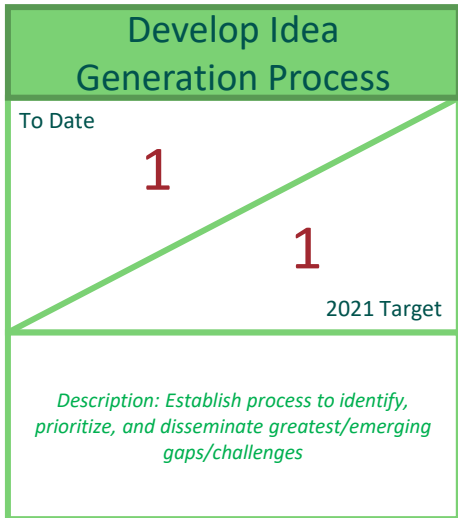 Develop Idea
Generation Process
To Date
1
1
2021 Target
Description: Establish process to identify,
prioritize, and disseminate greatest/emerging
gaps/challenges